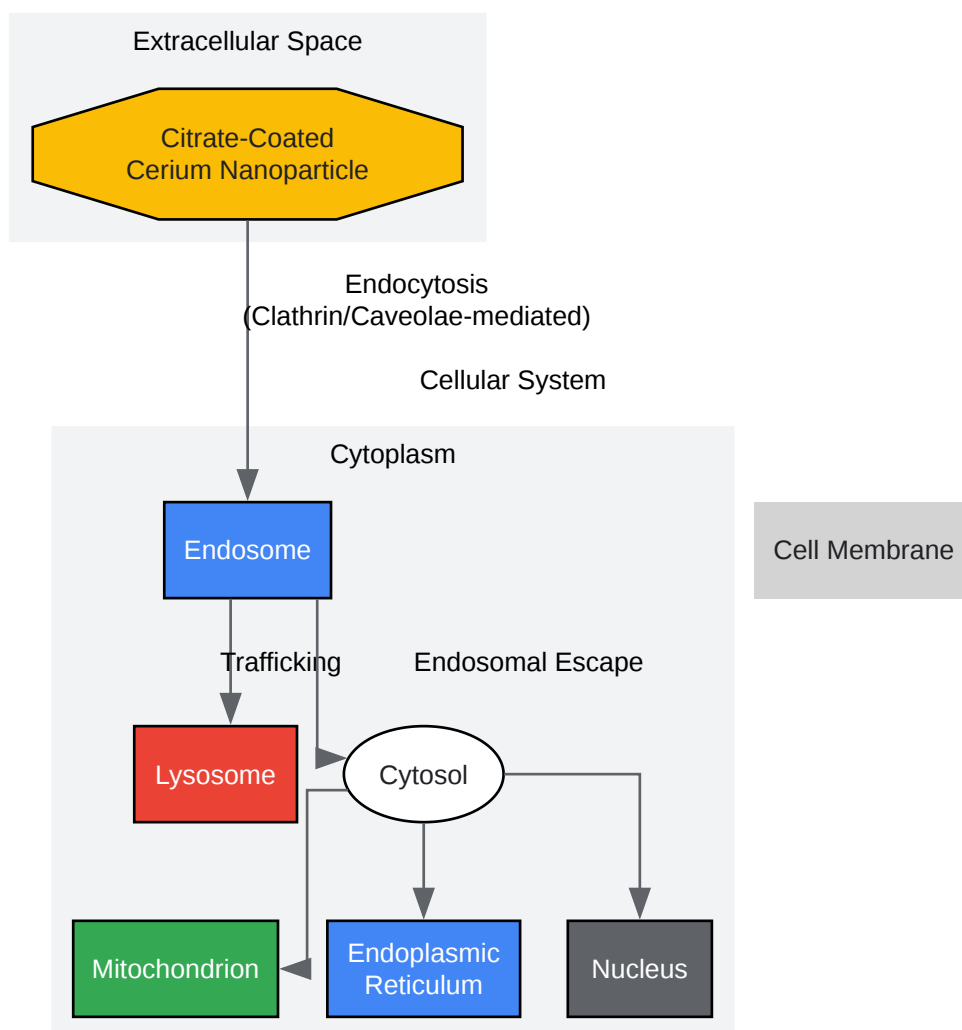 Extracellular Space
Citrate-Coated
Cerium Nanoparticle
Endocytosis
(Clathrin/Caveolae-mediated)
Cellular System
Cytoplasm
Endosome
Cell Membrane
Trafficking
Endosomal Escape
Lysosome
Cytosol
Mitochondrion
Endoplasmic
Reticulum
Nucleus